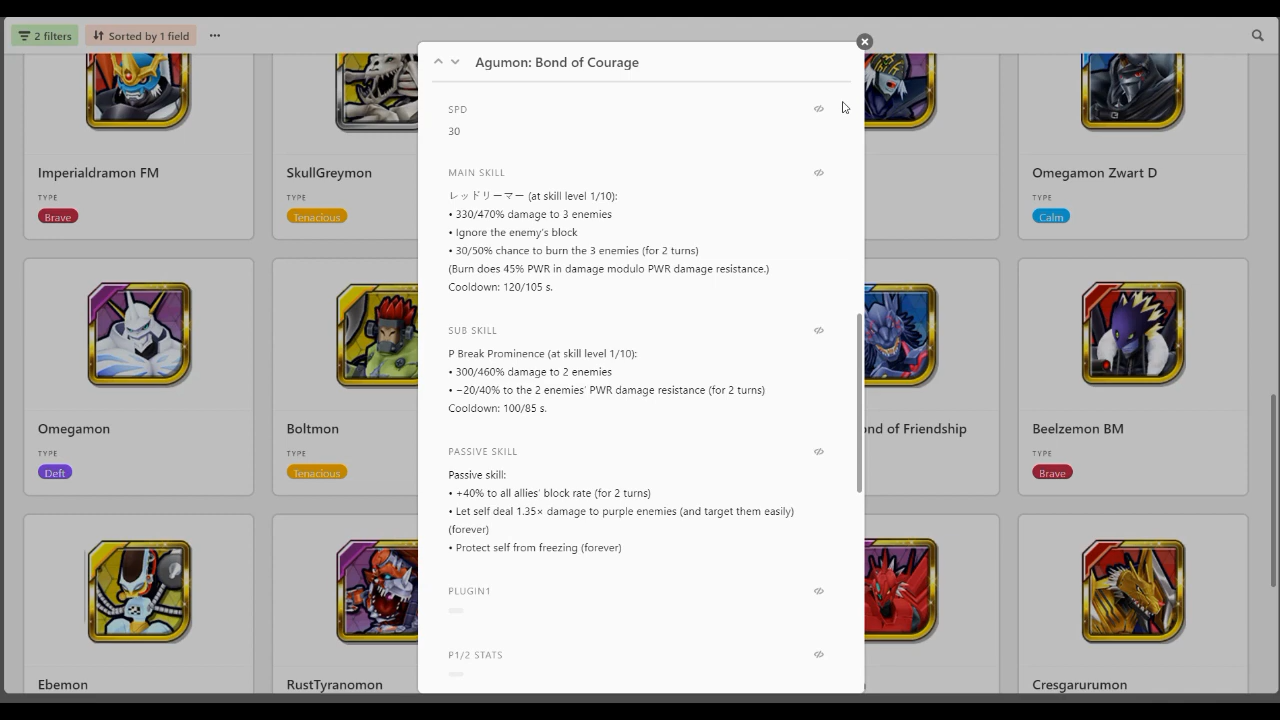 2 filters
Sorted by 1 field
Agumon: Bond of Courage
SPD
30
MAIN SKILL
レッドリーマー (at skill level 1/10):
• 330/470% damage to 3 enemies
• Ignore the enemy's block
• 30/50% chance to burn the 3 enemies (for 2 turns)
(Burn does 45% PWR in damage modulo PWR damage resistance.)
Cooldown: 120/105 s.
SUB SKILL
P Break Prominence (at skill level 1/10):
• 300/460% damage to 2 enemies
• −20/40% to the 2 enemies' PWR damage resistance (for 2 turns)
Cooldown: 100/85 s.
PASSIVE SKILL
Passive skill:
• +40% to all allies' block rate (for 2 turns)
• Let self deal 1.35× damage to purple enemies (and target them easily)
(forever)
• Protect self from freezing (forever)
PLUGIN1
P1/2 STATS
Imperialdramon FM
TYPE
Brave
SkullGreymon
TYPE
Tenacious
Omegamon Zwart D
TYPE
Calm
Omegamon
TYPE
Deft
Boltmon
TYPE
Tenacious
ond of Friendship
Beelzemon BM
TYPE
Brave
Ebemon
RustTyranomon
Cresgarurumon